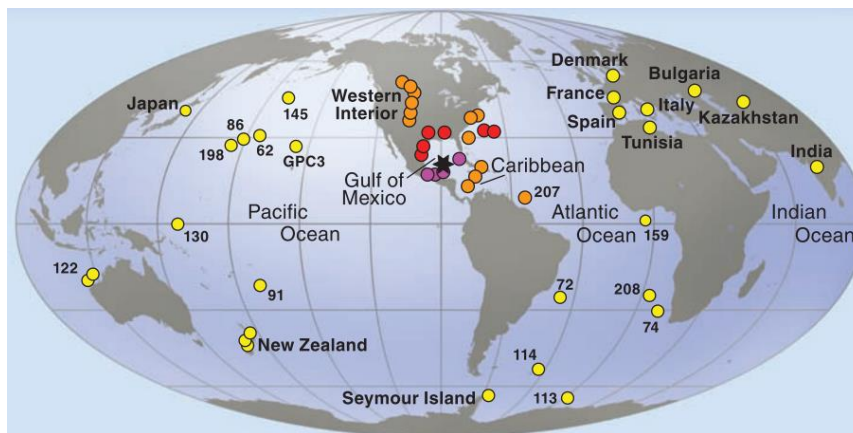 Denmark
Bulgaria
Western
Interior
France
Japan
145
Italy
Spain
Kazakhstan
86
Tunisia
62
198
GPC3
India
Gulf of
Mexico
Caribbean
207
Pacific
Ocean
Atlantic
Ocean
Indian
Ocean
130
159
122
91
72
208
74
New Zealand
114
Seymour Island
113